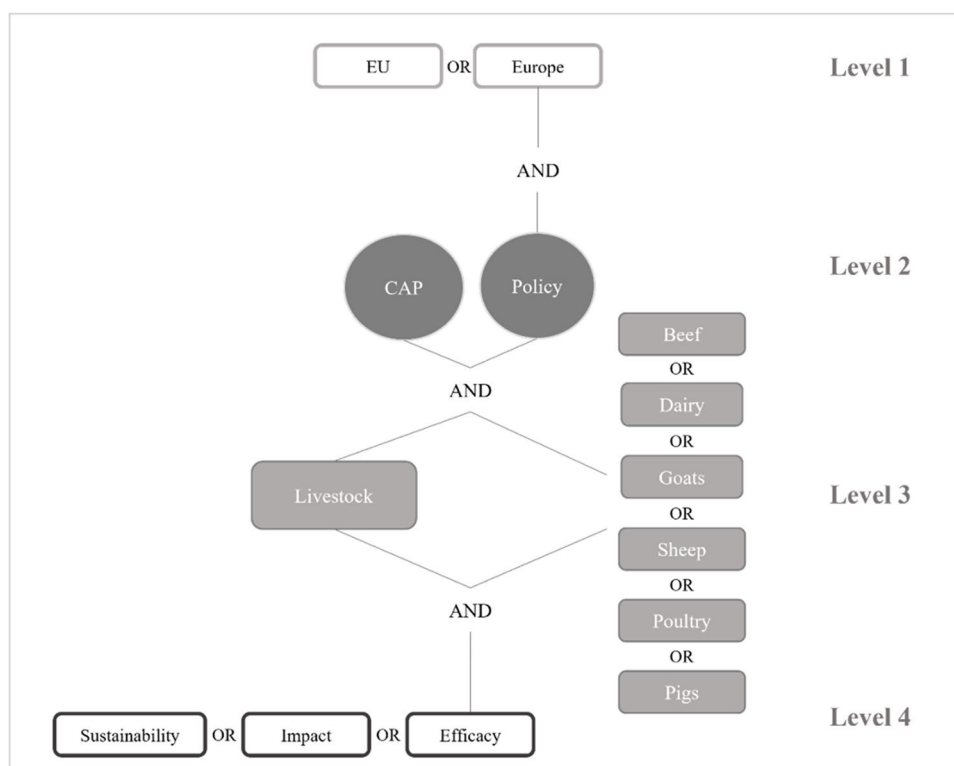 EU OR Europe Level 1
AND
Level 2
CAP Policy
Beef
OR
AND
Dairy
OR
Goats
Livestock Level 3
OR
Sheep
OR
AND
Poultry
OR
Pigs
Level 4
Sustainability OR Impact OR Efficacy